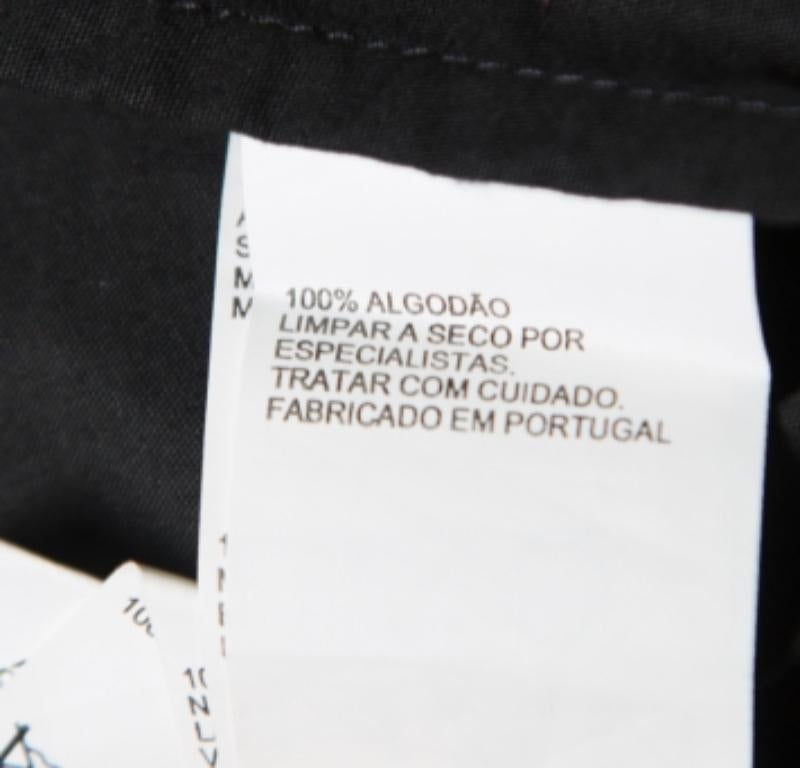 100% ALGODÃO
LIMPAR A SECO POR
ESPECIALISTAS.
TRATAR COM CUIDADO.
FABRICADO EM PORTUGAL